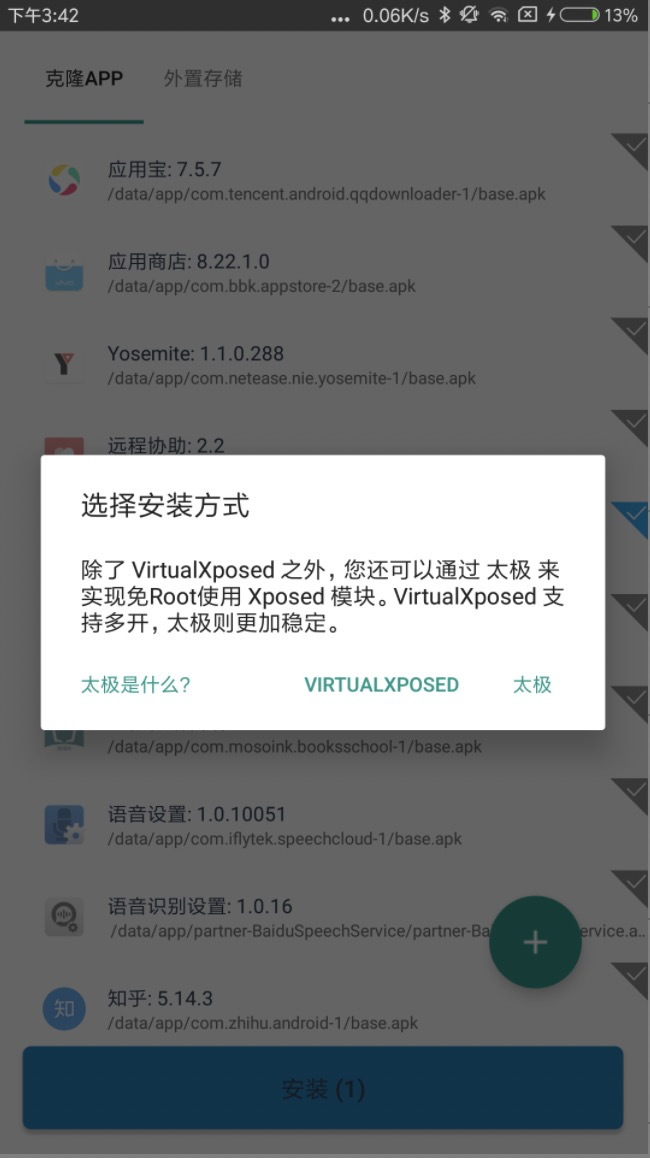 下午3:42
... 0.06K/s 13%
克隆APP 外置存储
应用宝: 7.5.7
/data/app/com.tencent.android.qqdownloader-1/base.apk
应用商店: 8.22.1.0
/data/app/com.bbk.appstore-2/base.apk
Yosemite: 1.1.0.288
/data/app/com.netease.nie.yosemite-1/base.apk
远程协助: 2.2
选择安装方式
除了 VirtualXposed 之外，您还可以通过 太极 来
实现免Root使用 Xposed 模块。VirtualXposed 支
持多开，太极则更加稳定。
太极是什么? VIRTUALXPOSED 太极
/data/app/com.mosoink.booksschool-1/base.apk
语音设置: 1.0.10051
/data/app/com.iflytek.speechcloud-1/base.apk
语音识别设置: 1.0.16
/data/app/partner-BaiduSpeechService/partner-Ba ervice.a..
知乎: 5.14.3
知
/data/app/com.zhihu.android-1/base.apk
安装 (1)